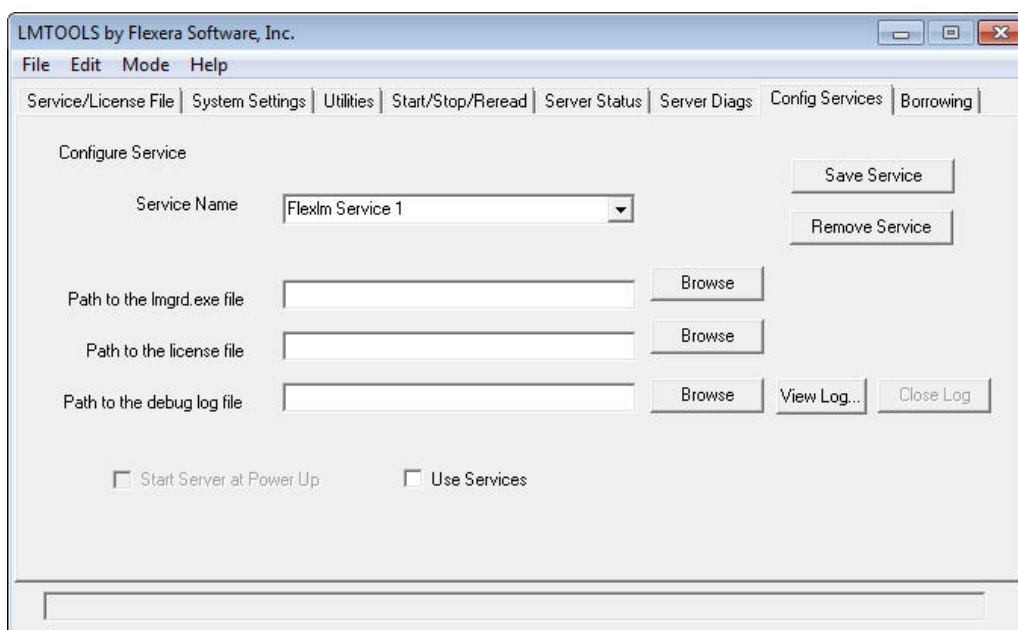 LMTOOLS by Flexera Software, Inc.
File Edit Mode Help
Service/License File System Settings Utilities Start/Stop/Reread Server Status Server Diags Config Services Borrowing
Configure Service
Save Service
Service Name Flexlm Service 1
Remove Service
Path to the lmgrd.exe file Browse
Path to the license file Browse
Path to the debug log file Browse View Log... Close Log
Start Server at Power Up Use Services